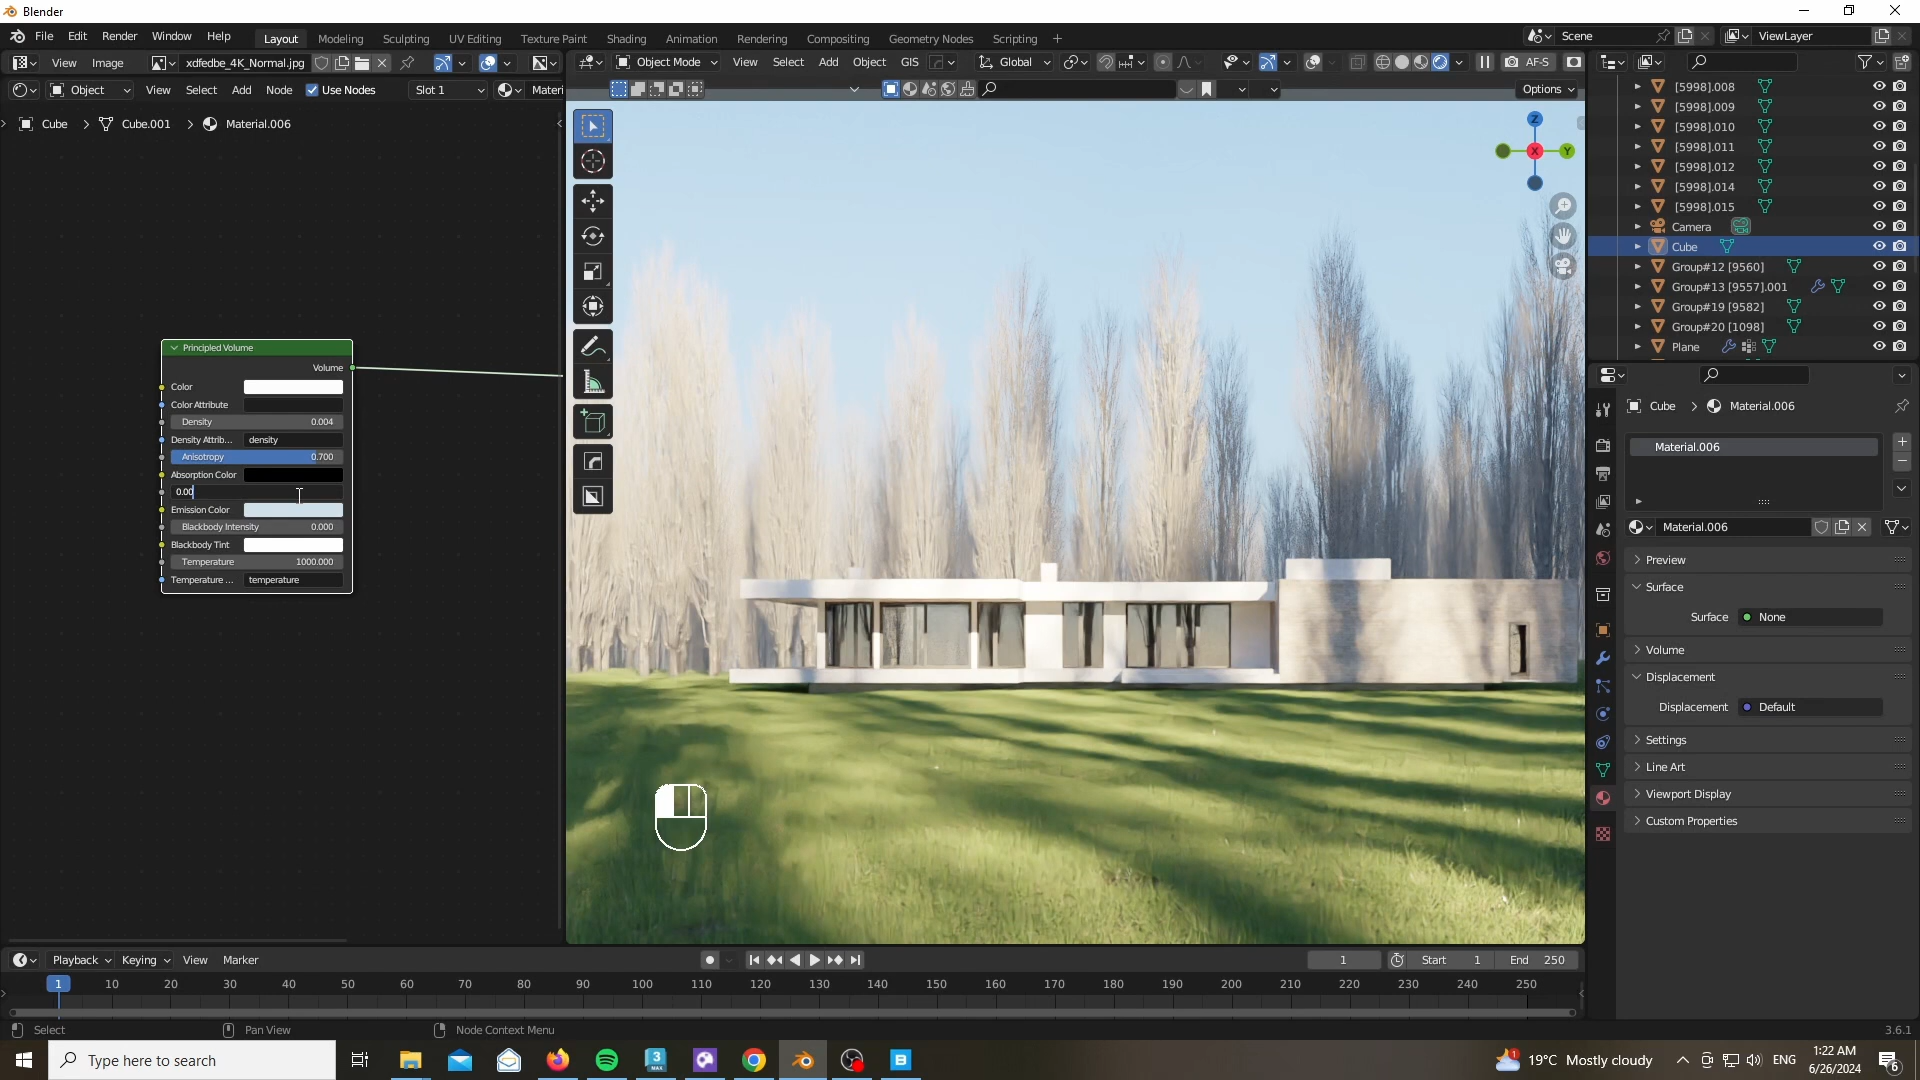 Blender
File Edit Render Window Help
Layout Modeling Sculpting UV Editing Texture Paint Shading Animation Rendering Compositing Geometry Nodes Scripting +
Scene
ViewLayer
View Image xdfedbe_4K_Normal.jpg
Object Mode View Select Add Object GIS Global AF-S
Object View Select Add Node Use Nodes Slot 1 Materi
Options
Cube > Cube.001 > Material.006
Z
X
Y
[5998].008
[5998].009
[5998].010
[5998].011
[5998].012
[5998].014
[5998].015
Camera
Cube
Group#12 [9560]
Group#13 [9557].001
Group#19 [9582]
Group#20 [1098]
Plane
Principled Volume
Volume
Color
Color Attribute
Density 0.004
Density Attrib... density
Anisotropy 0.700
Absorption Color
0.00
Emission Color
Blackbody Intensity 0.000
Blackbody Tint
Temperature 1000.000
Temperature ... temperature
Cube > Material.006
Material.006
Material.006
Preview
Surface
Surface None
Volume
Displacement
Displacement Default
Settings
Line Art
Viewport Display
Custom Properties
Playback Keying View Marker
1 Start 1 End 250
1 10 20 30 40 50 60 70 80 90 100 110 120 130 140 150 160 170 180 190 200 210 220 230 240 250
Select Pan View Node Context Menu 3.6.1
Type here to search
3
MAX
B
1
19°C Mostly cloudy
ENG
1:22 AM
6/26/2024
6